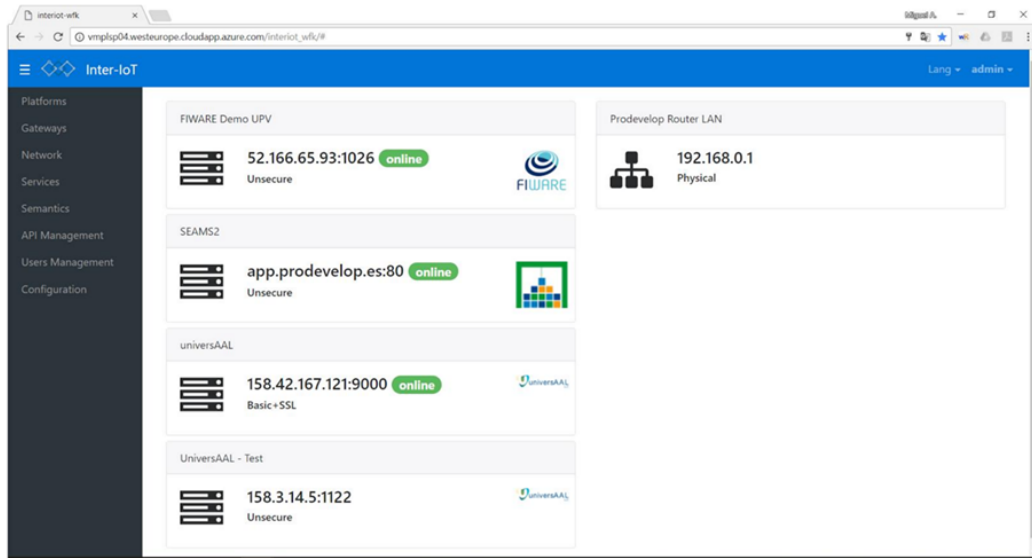 interiot-wfk
Miguel A.
vmplsp04.westeurope.cloudapp.azure.com/interiot_wfk/#
Inter-IoT
Lang
admin
Platforms
Gateways
Network
Services
Semantics
API Management
Users Management
Configuration
FIWARE Demo UPV
52.166.65.93:1026 online
Unsecure
FIWARE
SEAMS2
app.prodevelop.es:80 online
Unsecure
universAAL
158.42.167.121:9000 online
Basic+SSL
universAAL
UniversAAL - Test
158.3.14.5:1122
Unsecure
universAAL
Prodevelop Router LAN
192.168.0.1
Physical